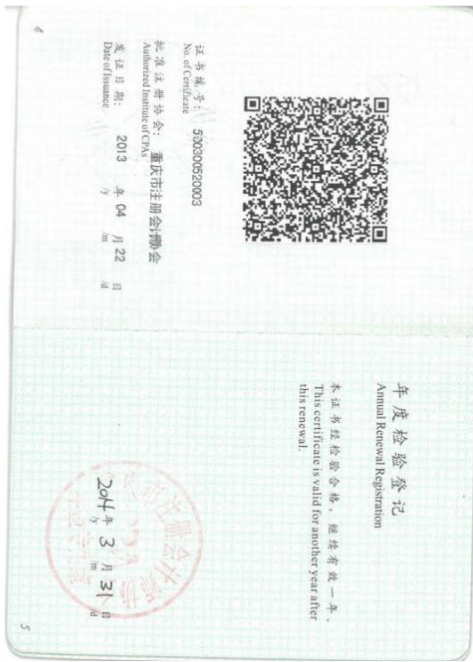 证书编号: 500300520003
No. of Certificate
批准注册协会: 重庆市注册会计师协会
Authorized Institute of CPAs
发证日期: 2013 年 04 月 22 日
Date of Issuance /y /m /d
4
年度检验登记
Annual Renewal Registration
本证书经检验合格，继续有效一年。
This certificate is valid for another year after
this renewal.
2014 年 3 月 31 日
/y /m /d
5